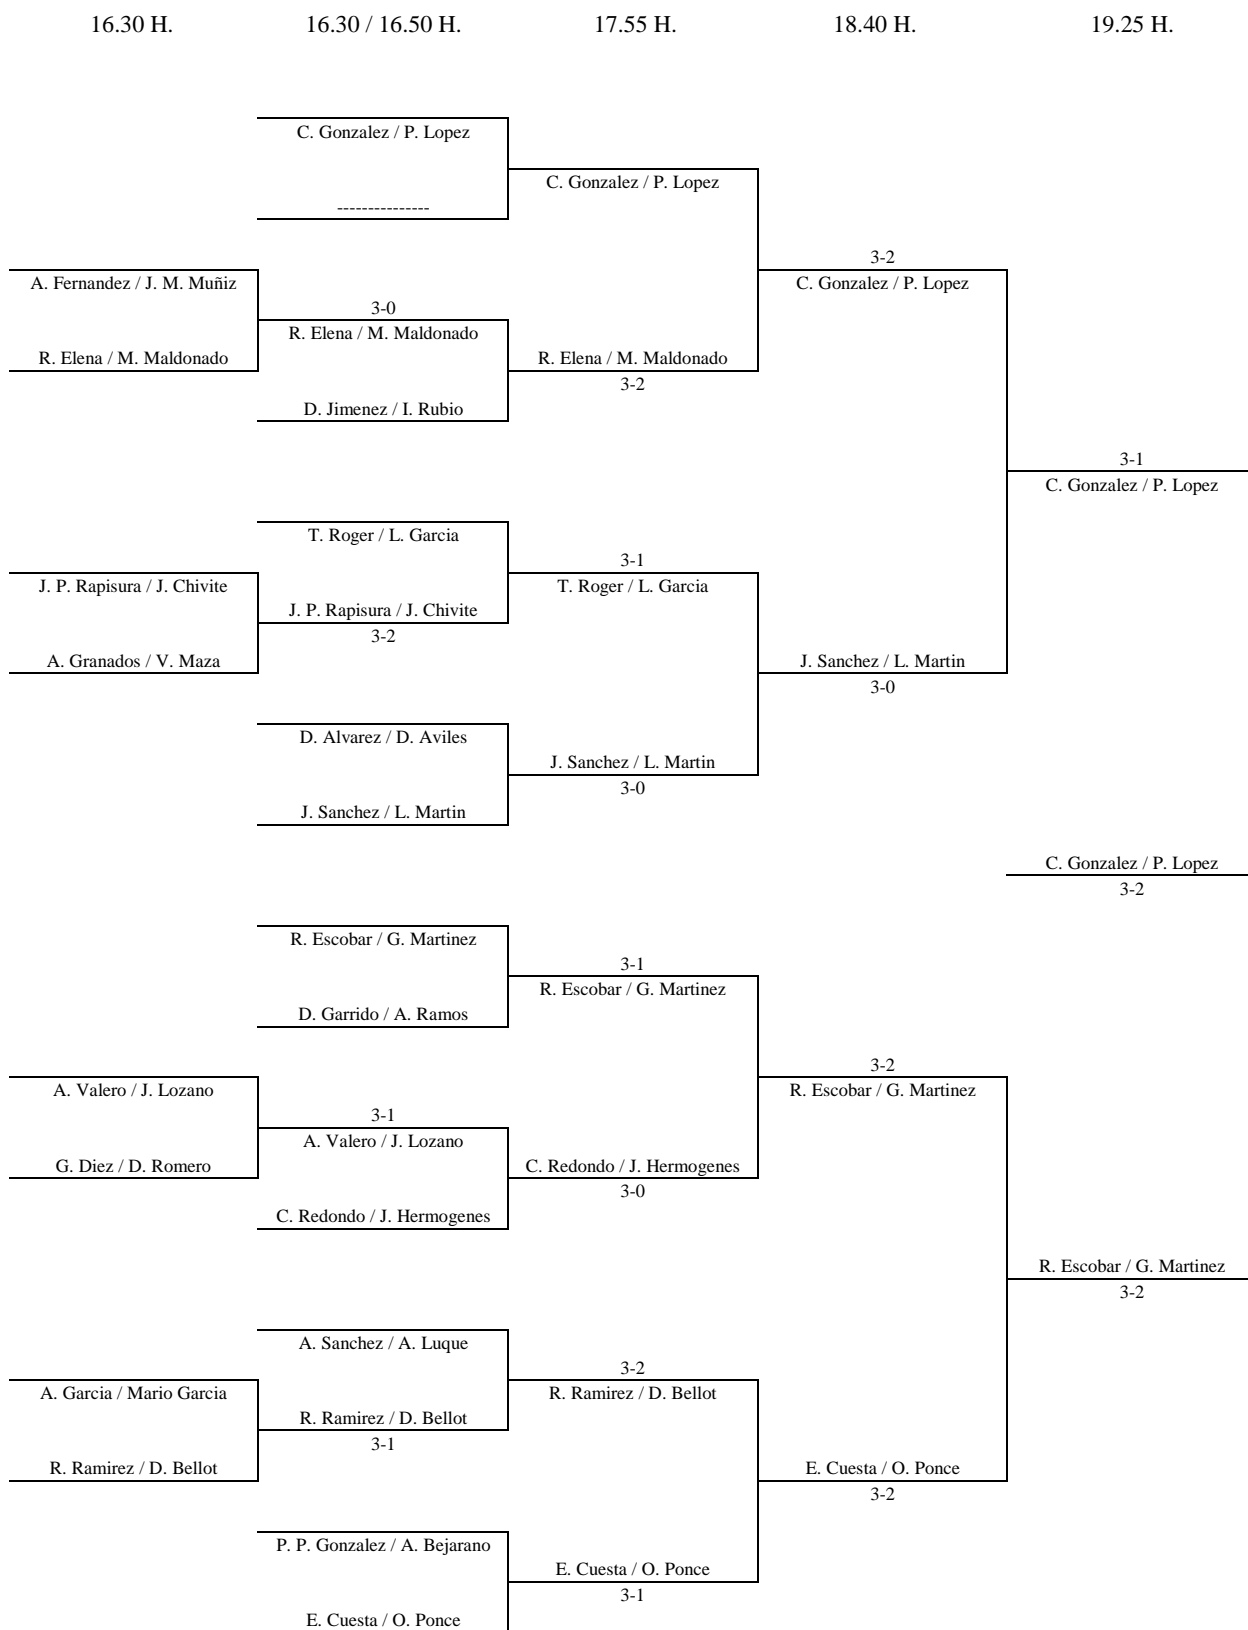 16.30 H. 16.30 / 16.50 H. 17.55 H. 18.40 H. 19.25 H.
C. Gonzalez / P. Lopez
C. Gonzalez / P. Lopez
---------------
3-2
A. Fernandez / J. M. Muñiz C. Gonzalez / P. Lopez
3-0
R. Elena / M. Maldonado
R. Elena / M. Maldonado R. Elena / M. Maldonado
3-2
D. Jimenez / I. Rubio
3-1
C. Gonzalez / P. Lopez
T. Roger / L. Garcia
3-1
J. P. Rapisura / J. Chivite T. Roger / L. Garcia
J. P. Rapisura / J. Chivite
3-2
A. Granados / V. Maza J. Sanchez / L. Martin
3-0
D. Alvarez / D. Aviles
J. Sanchez / L. Martin
3-0
J. Sanchez / L. Martin
C. Gonzalez / P. Lopez
3-2
R. Escobar / G. Martinez
3-1
R. Escobar / G. Martinez
D. Garrido / A. Ramos
3-2
A. Valero / J. Lozano R. Escobar / G. Martinez
3-1
A. Valero / J. Lozano
G. Diez / D. Romero C. Redondo / J. Hermogenes
3-0
C. Redondo / J. Hermogenes
R. Escobar / G. Martinez
3-2
A. Sanchez / A. Luque
3-2
A. Garcia / Mario Garcia R. Ramirez / D. Bellot
R. Ramirez / D. Bellot
3-1
R. Ramirez / D. Bellot E. Cuesta / O. Ponce
3-2
P. P. Gonzalez / A. Bejarano
E. Cuesta / O. Ponce
3-1
E. Cuesta / O. Ponce